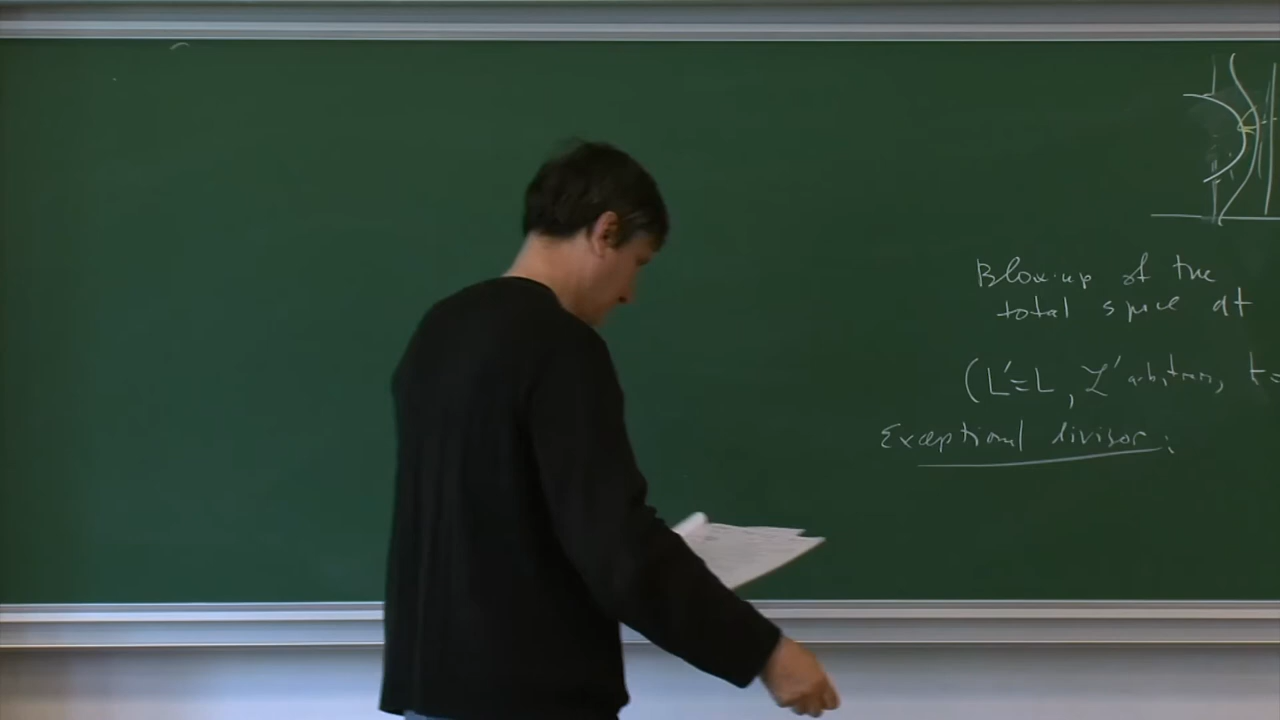 Blow-up of the
total space at
(L'=L, L' arbitrary, t=
Exceptional divisor: